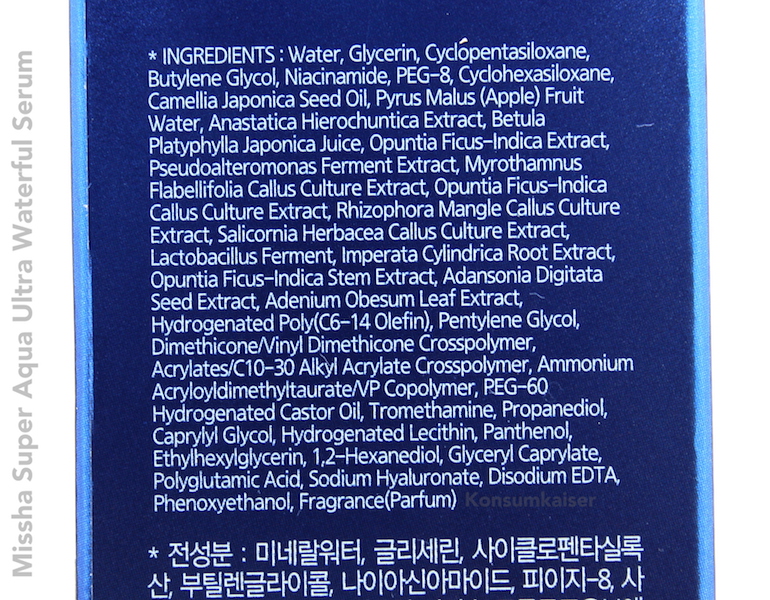 Missha Super Aqua Ultra Waterful Serum
* INGREDIENTS : Water, Glycerin, Cyclopentasiloxane,
Butylene Glycol, Niacinamide, PEG-8, Cyclohexasiloxane,
Camellia Japonica Seed Oil, Pyrus Malus (Apple) Fruit
Water, Anastatica Hierochuntica Extract, Betula
Platyphylla Japonica Juice, Opuntia Ficus-Indica Extract,
Pseudoalteromonas Ferment Extract, Myrothamnus
Flabellifolia Callus Culture Extract, Opuntia Ficus-Indica
Callus Culture Extract, Rhizophora Mangle Callus Culture
Extract, Salicornia Herbacea Callus Culture Extract,
Lactobacillus Ferment, Imperata Cylindrica Root Extract,
Opuntia Ficus-Indica Stem Extract, Adansonia Digitata
Seed Extract, Adenium Obesum Leaf Extract,
Hydrogenated Poly(C6-14 Olefin), Pentylene Glycol,
Dimethicone/Vinyl Dimethicone Crosspolymer,
Acrylates/C10-30 Alkyl Acrylate Crosspolymer, Ammonium
Acryloyldimethyltaurate/VP Copolymer, PEG-60
Hydrogenated Castor Oil, Tromethamine, Propanediol,
Caprylyl Glycol, Hydrogenated Lecithin, Panthenol,
Ethylhexylglycerin, 1,2-Hexanediol, Glyceryl Caprylate,
Polyglutamic Acid, Sodium Hyaluronate, Disodium EDTA,
Phenoxyethanol, Fragrance(Parfum) Konsumkaiser
* 전성분 : 미네랄워터, 글리세린, 사이클로펜타실록
산, 부틸렌글라이콜, 나이아신아마이드, 피이지-8, 사